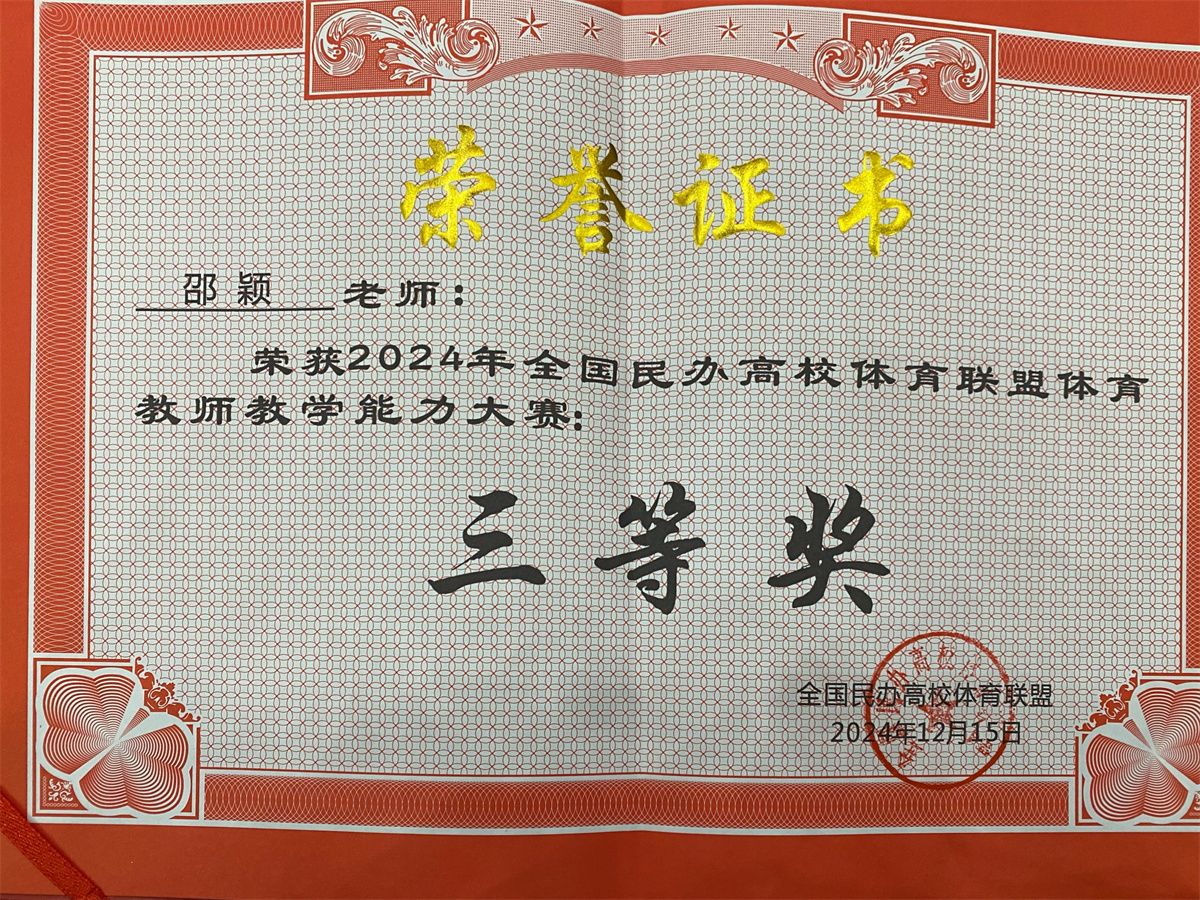 荣誉证书
邵颖 老师：
荣获2024年全国民办高校体育联盟体育
教师教学能力大赛:
三等奖
全国民办高校体育联盟
2024年12月15日